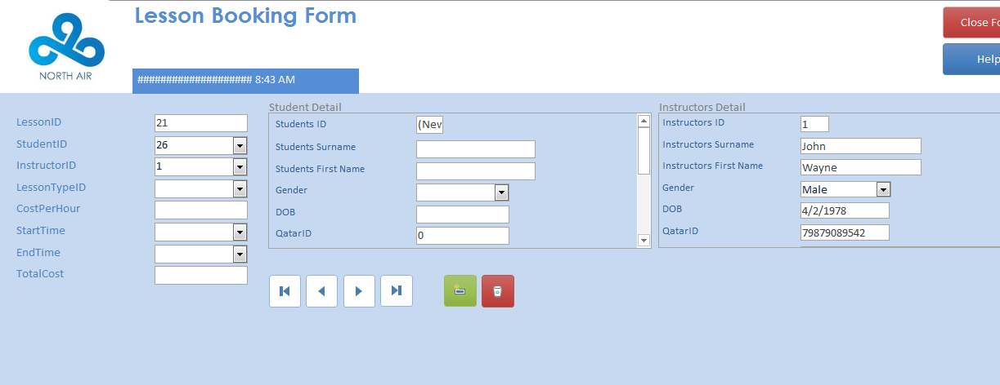 Lesson Booking Form
Close Fo
Help
NORTH AIR
#################### 8:43 AM
LessonID 21
StudentID 26
InstructorID 1
LessonTypeID
CostPerHour
StartTime
EndTime
TotalCost
Student Detail
Students ID (Nev
Students Surname
Students First Name
Gender
DOB
QatarID 0
Instructors Detail
Instructors ID 1
Instructors Surname John
Instructors First Name Wayne
Gender Male
DOB 4/2/1978
QatarID 79879089542